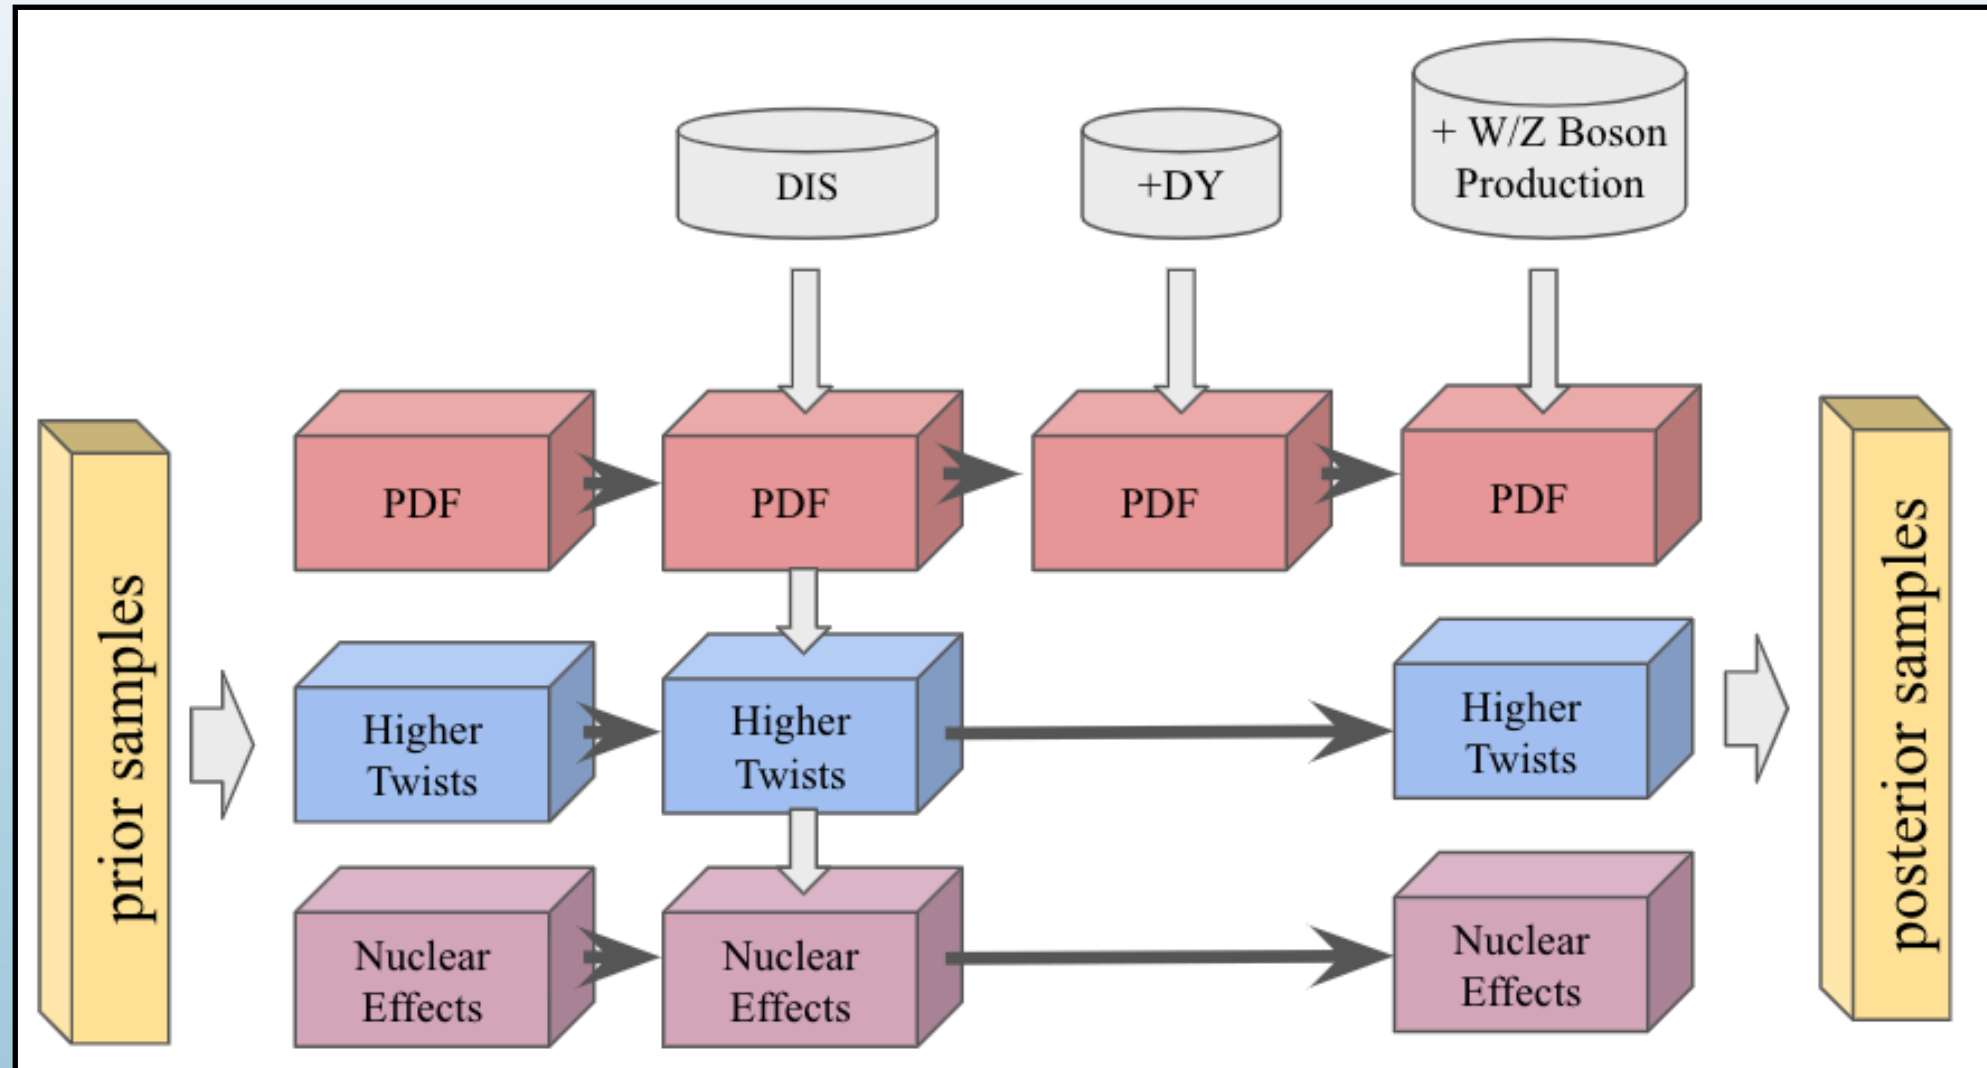 DIS
+DY
+ W/Z Boson
Production
prior samples
PDF
PDF
PDF
PDF
posterior samples
Higher
Twists
Higher
Twists
Higher
Twists
Nuclear
Effects
Nuclear
Effects
Nuclear
Effects